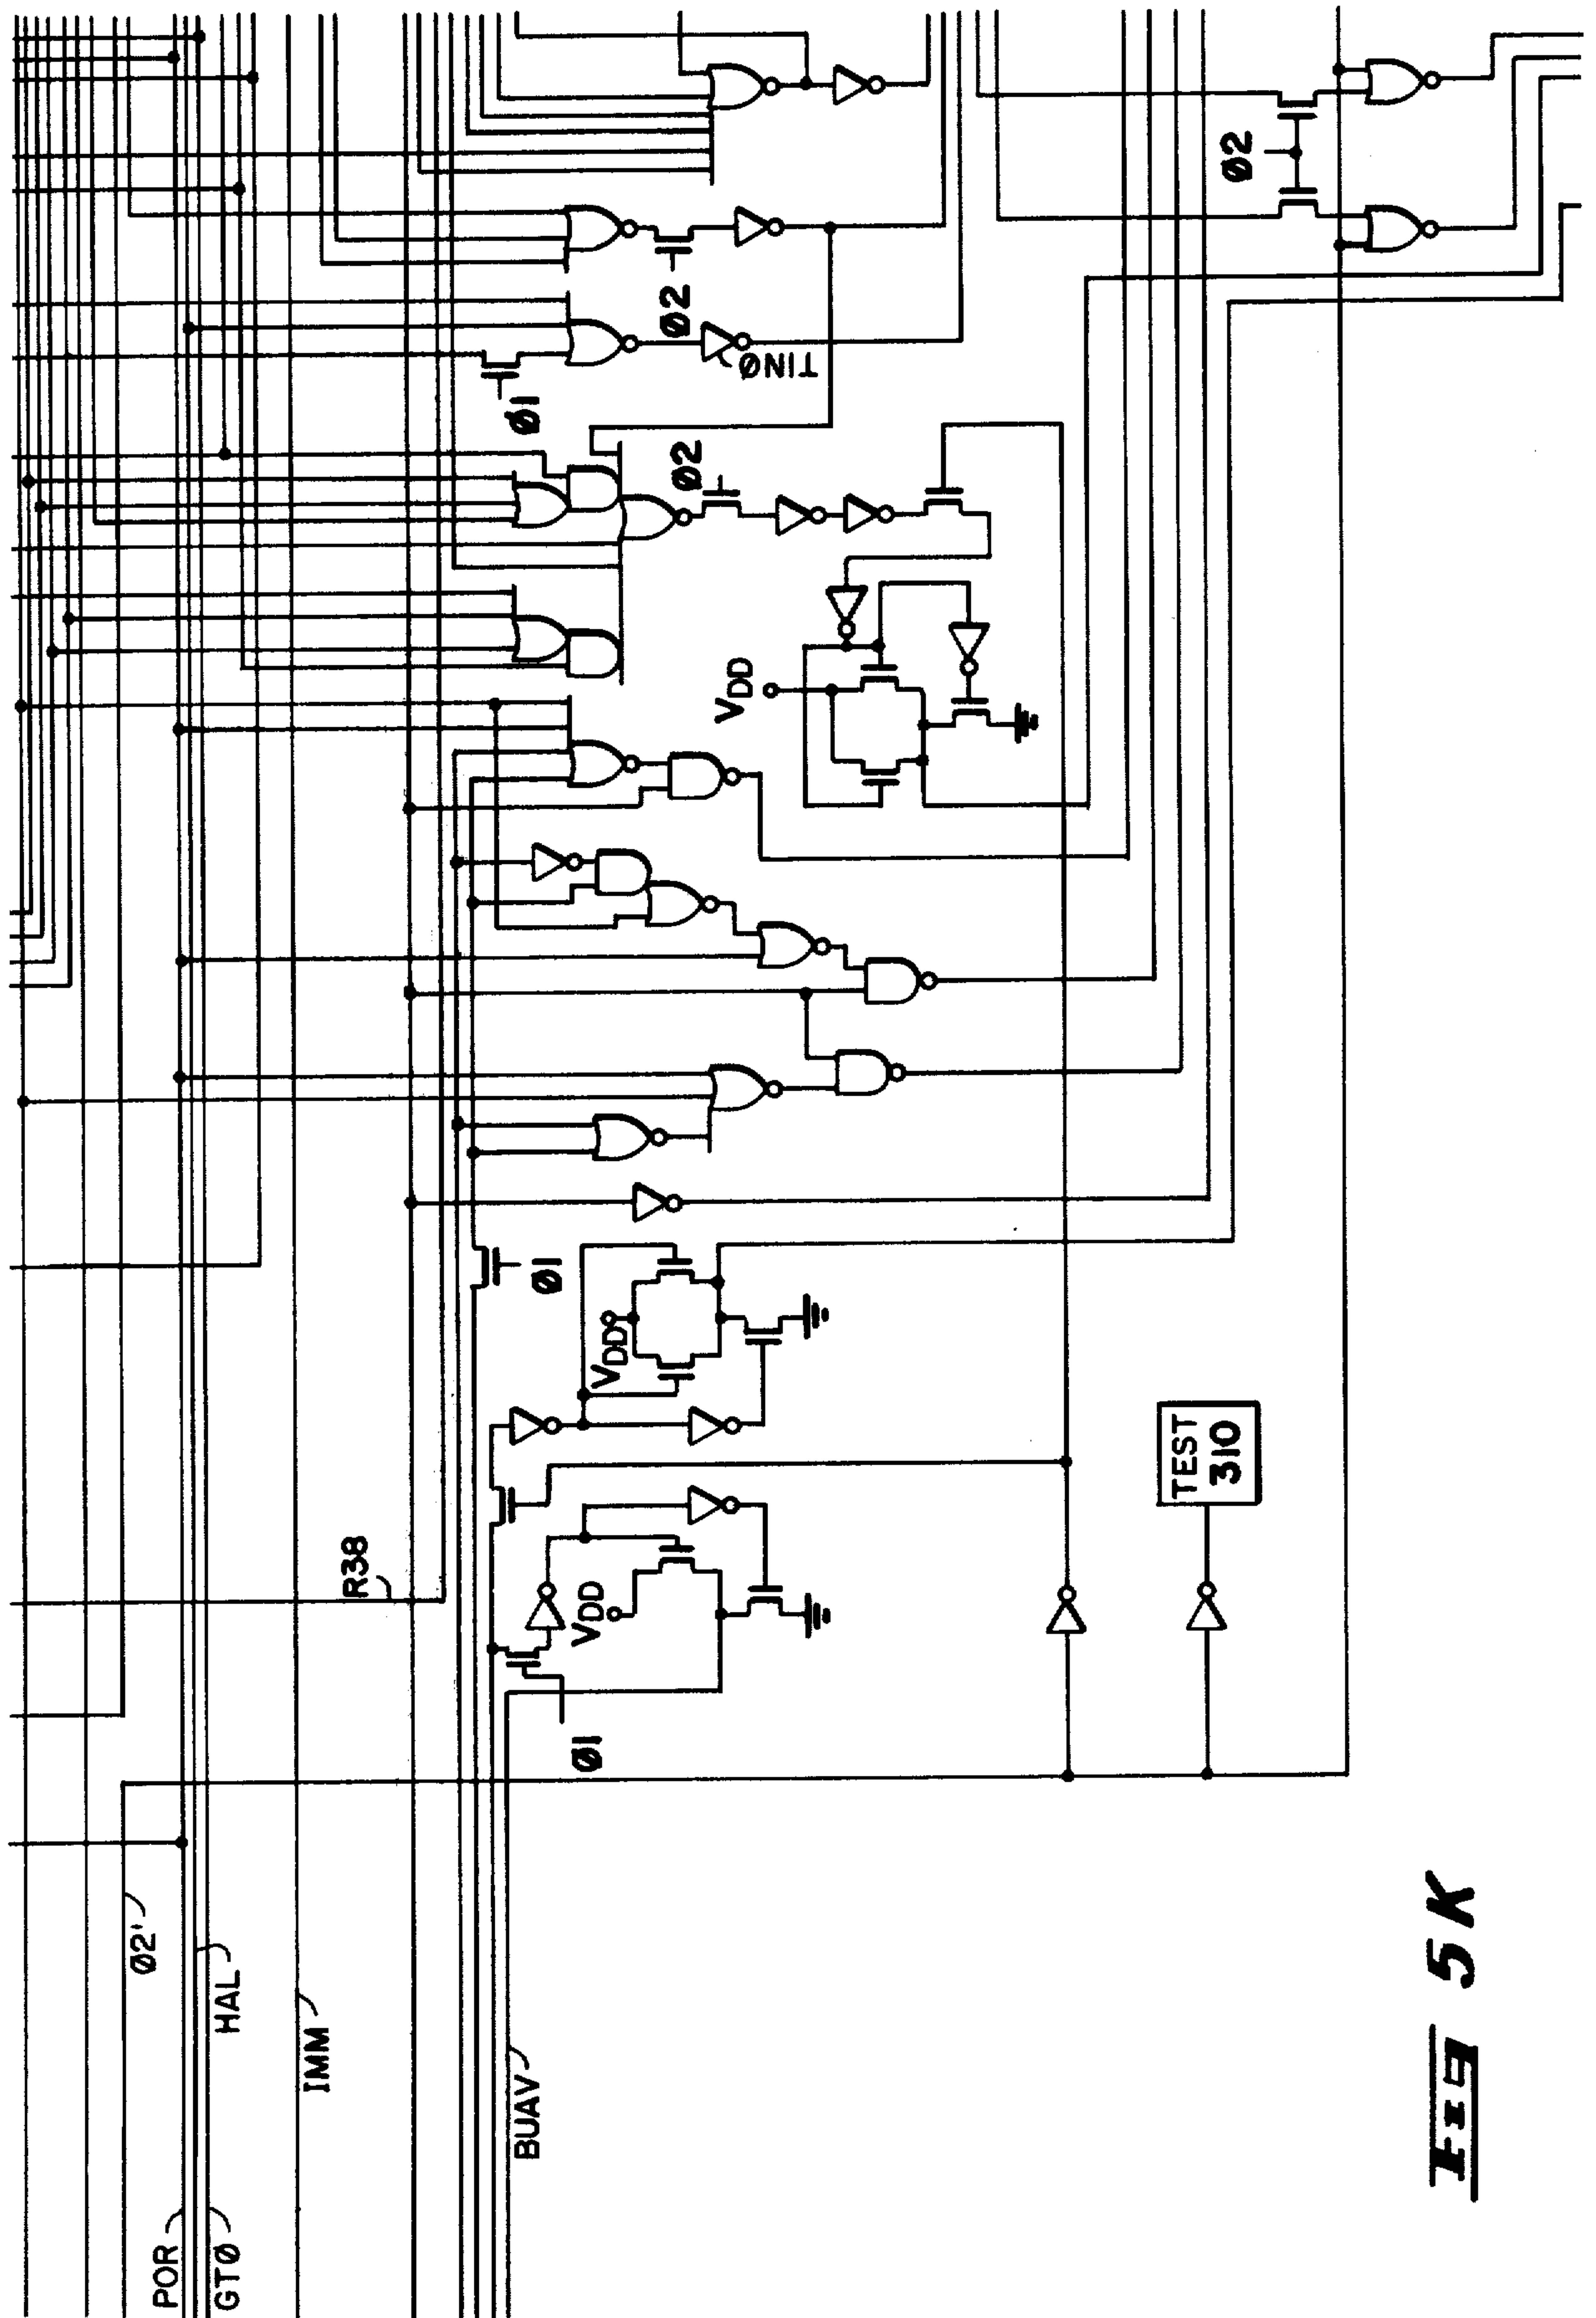 Ø2
Ø2
TINØ
Ø1
Ø2
VDD
Ø1
VDD
R38
VDD
TEST
310
Ø1
Ø2'
HAL
IMM
BUAV
POR
GTØ
FIG 5K